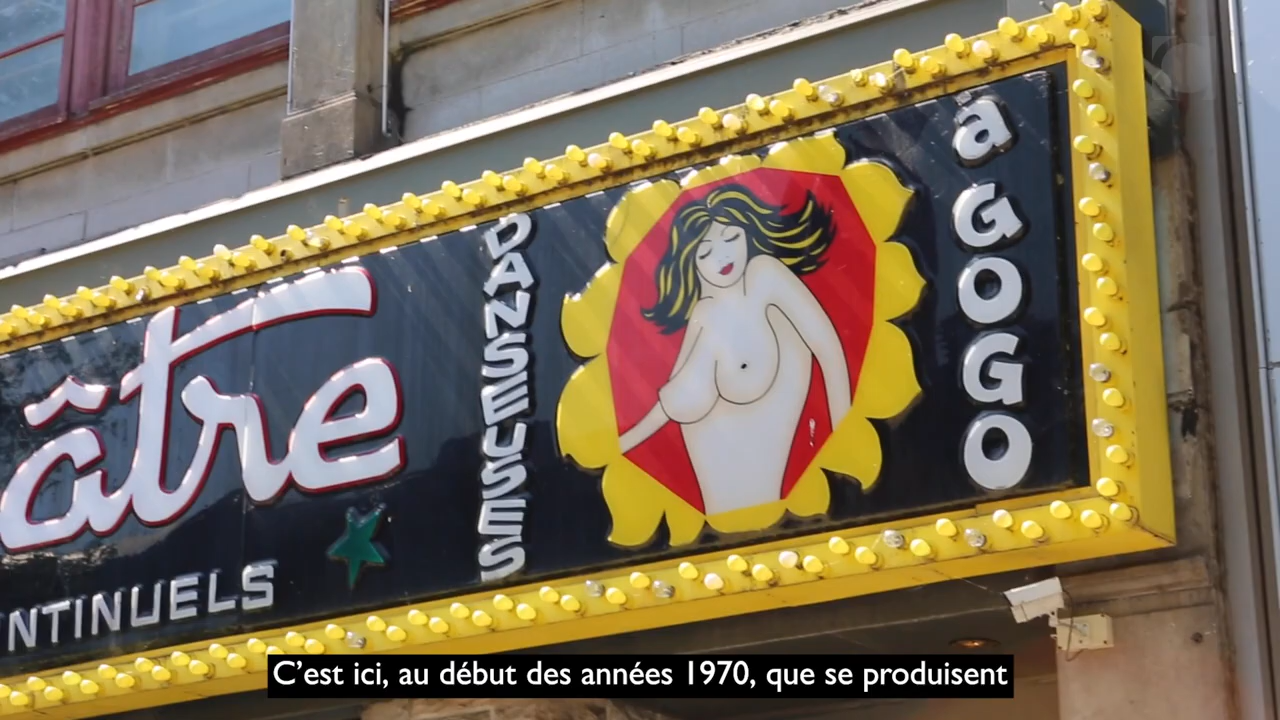 âtre
NTINUELS
DANSEUSES
à GOGO
C'est ici, au début des années 1970, que se produisent